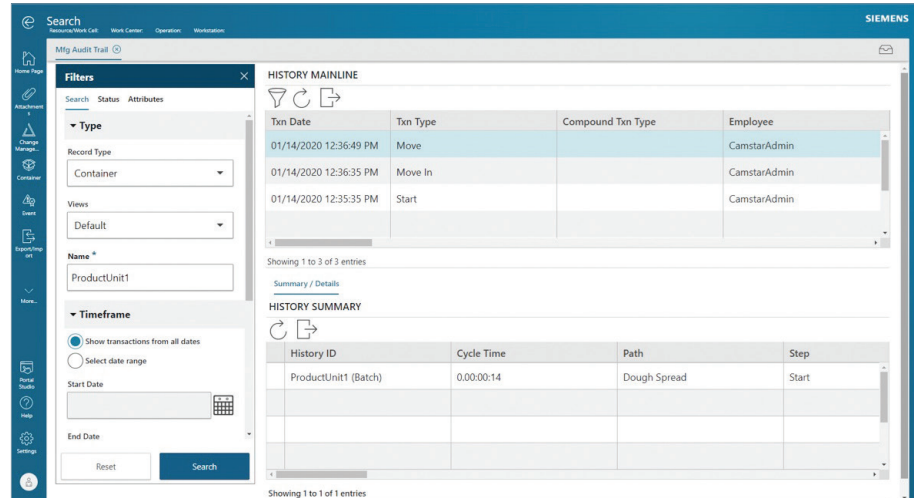 Search
SIEMENS
Resource/Work Cell: Work Center: Operation: Workstation:
Mfg Audit Trail
Home Page
Attachment
s
Change
Manage...
Container
Event
Export/Imp
ort
More...
Portal
Studio
Help
Settings
Filters
Search Status Attributes
Type
Record Type
Container
Views
Default
Name *
ProductUnit1
Timeframe
Show transactions from all dates
Select date range
Start Date
End Date
Reset Search
HISTORY MAINLINE
Txn Date Txn Type Compound Txn Type Employee
01/14/2020 12:36:49 PM Move CamstarAdmin
01/14/2020 12:36:35 PM Move In CamstarAdmin
01/14/2020 12:35:35 PM Start CamstarAdmin
Showing 1 to 3 of 3 entries
Summary / Details
HISTORY SUMMARY
History ID Cycle Time Path Step
ProductUnit1 (Batch) 0.00:00:14 Dough Spread Start
Showing 1 to 1 of 1 entries